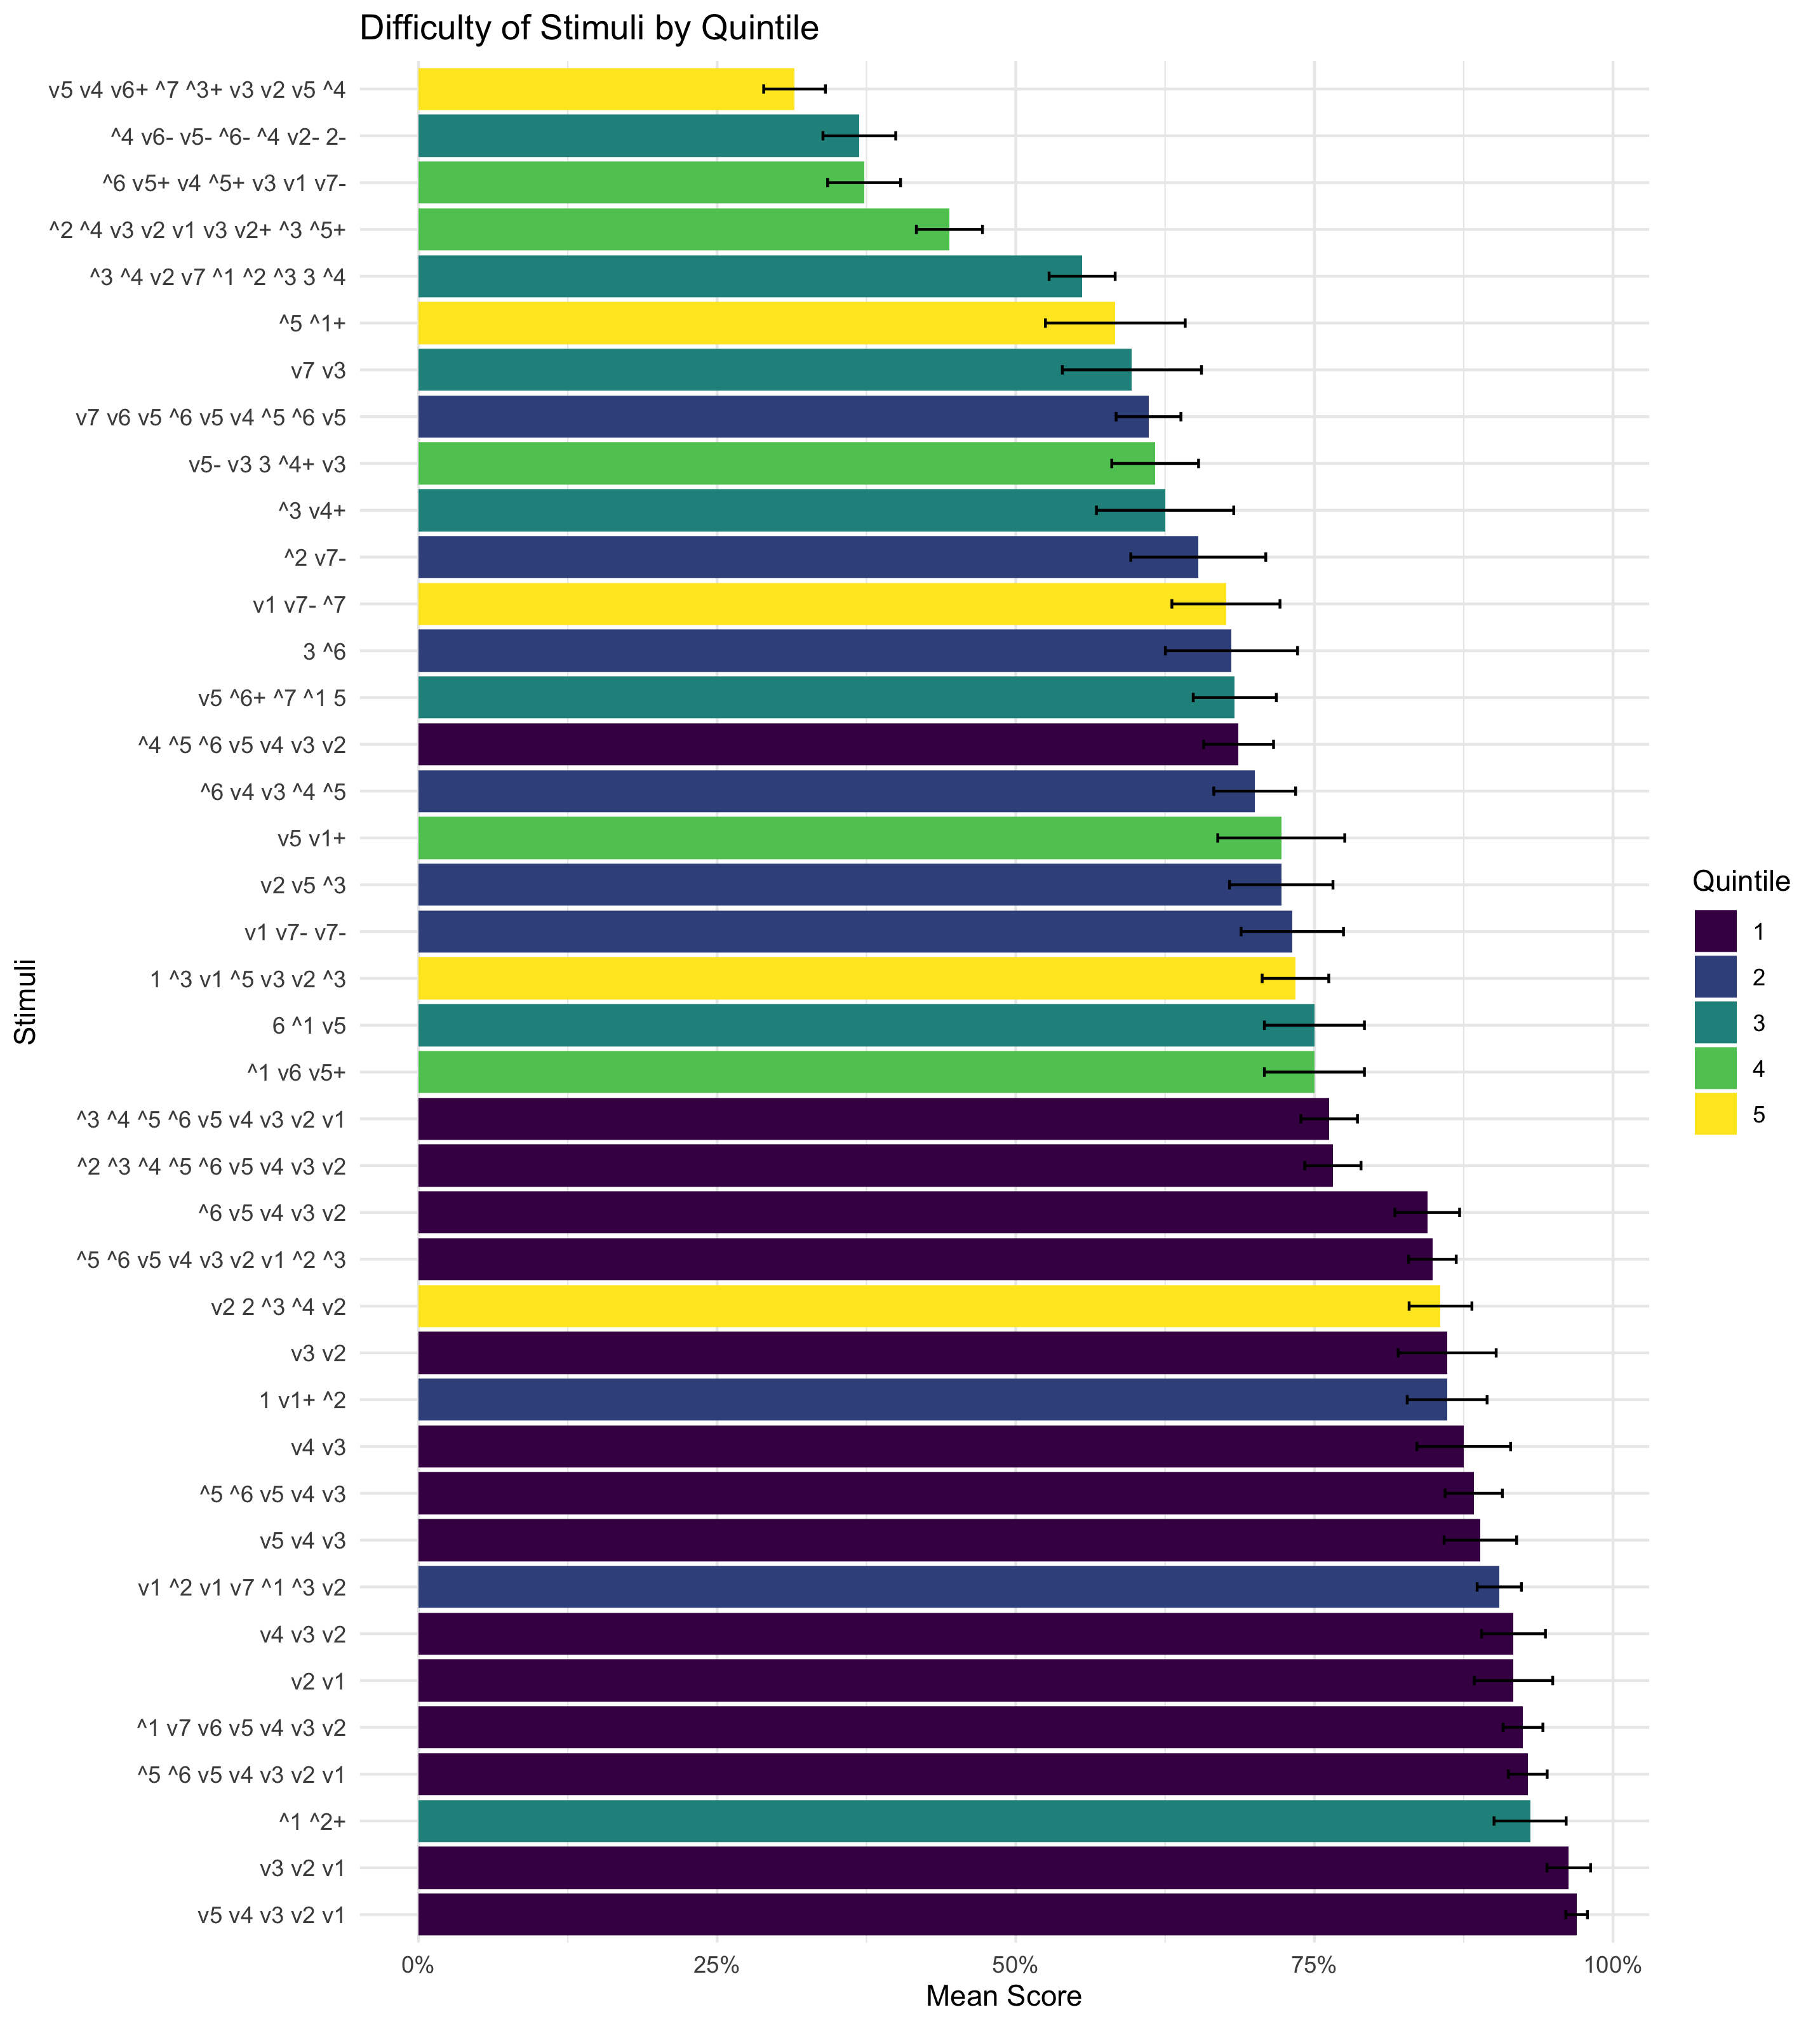 Difficulty of Stimuli by Quintile
v5 v4 v6+ ^7 ^3+ v3 v2 v5 ^4
^4 v6- v5- ^6- ^4 v2- 2-
^6 v5+ v4 ^5+ v3 v1 v7-
^2 ^4 v3 v2 v1 v3 v2+ ^3 ^5+
^3 ^4 v2 v7 ^1 ^2 ^3 3 ^4
^5 ^1+
v7 v3
v7 v6 v5 ^6 v5 v4 ^5 ^6 v5
v5- v3 3 ^4+ v3
^3 v4+
^2 v7-
v1 v7- ^7
3 ^6
v5 ^6+ ^7 ^1 5
^4 ^5 ^6 v5 v4 v3 v2
^6 v4 v3 ^4 ^5
v5 v1+
v2 v5 ^3
v1 v7- v7-
1 ^3 v1 ^5 v3 v2 ^3
6 ^1 v5
^1 v6 v5+
^3 ^4 ^5 ^6 v5 v4 v3 v2 v1
^2 ^3 ^4 ^5 ^6 v5 v4 v3 v2
^6 v5 v4 v3 v2
^5 ^6 v5 v4 v3 v2 v1 ^2 ^3
v2 2 ^3 ^4 v2
v3 v2
1 v1+ ^2
v4 v3
^5 ^6 v5 v4 v3
v5 v4 v3
v1 ^2 v1 v7 ^1 ^3 v2
v4 v3 v2
v2 v1
^1 v7 v6 v5 v4 v3 v2
^5 ^6 v5 v4 v3 v2 v1
^1 ^2+
v3 v2 v1
v5 v4 v3 v2 v1
0% 25% 50% 75% 100%
Mean Score
Stimuli
Quintile
1
2
3
4
5